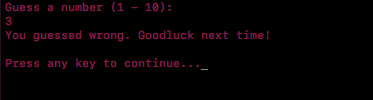 Guess a number (1 - 10):
3
You guessed wrong. Goodluck next time!
Press any key to continue..._